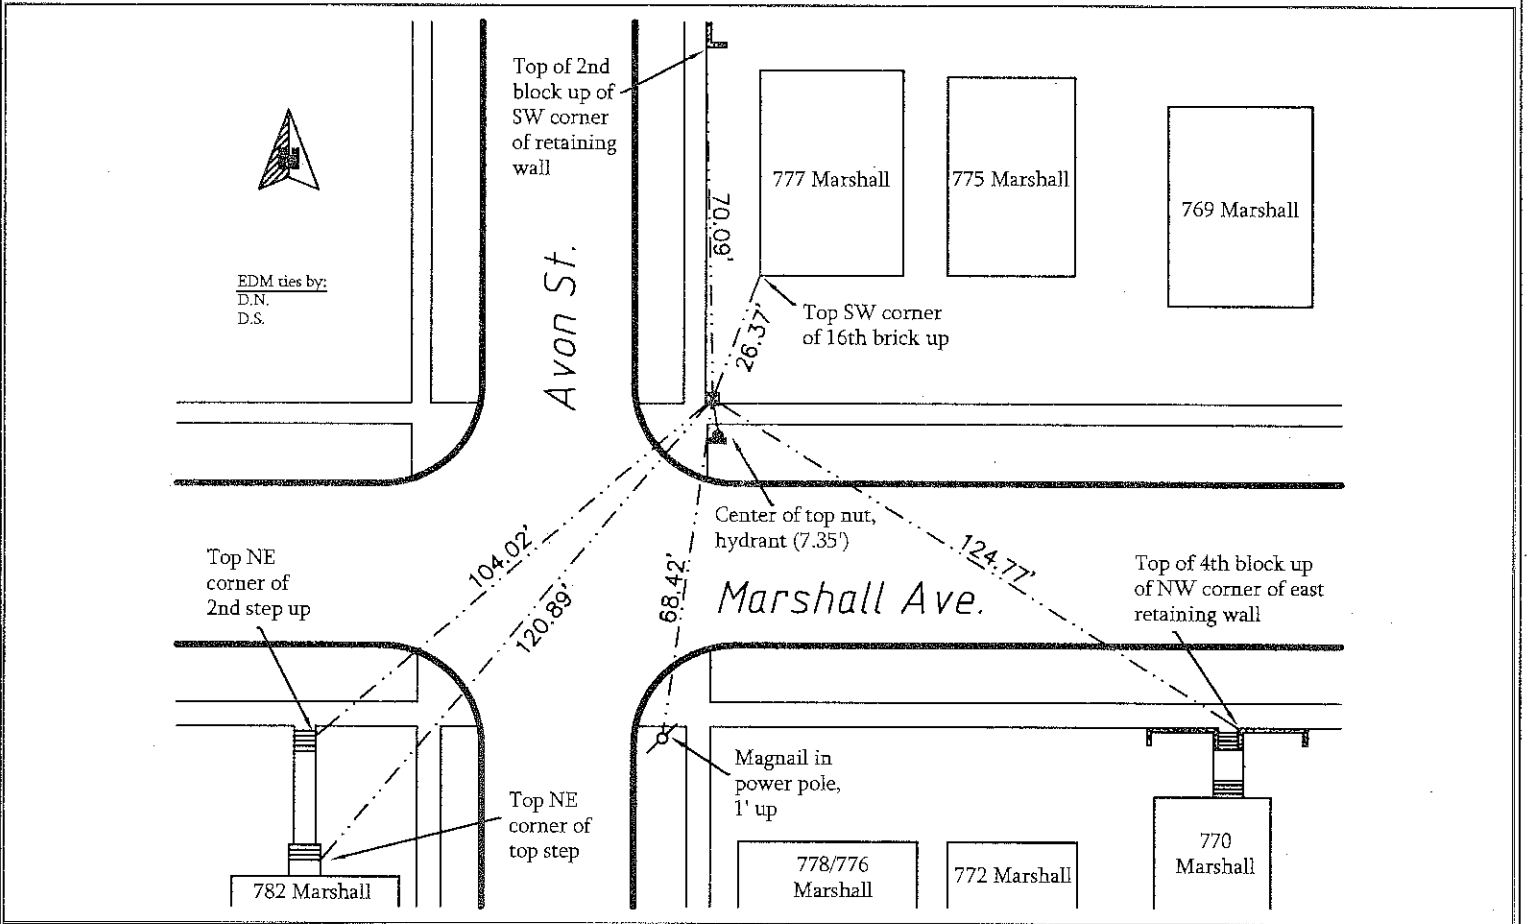 Top of 2nd
block up of
SW corner
of retaining
wall
777 Marshall
775 Marshall
769 Marshall
70.09'
EDM ties by:
D.N.
D.S.
Avon St.
Top SW corner
of 16th brick up
26.37'
Center of top nut,
hydrant (7.35')
104.02'
120.89'
68.42'
124.77'
Marshall Ave.
Top NE
corner of
2nd step up
Top of 4th block up
of NW corner of east
retaining wall
Magnail in
power pole,
1' up
Top NE
corner of
top step
782 Marshall
778/776
Marshall
772 Marshall
770
Marshall